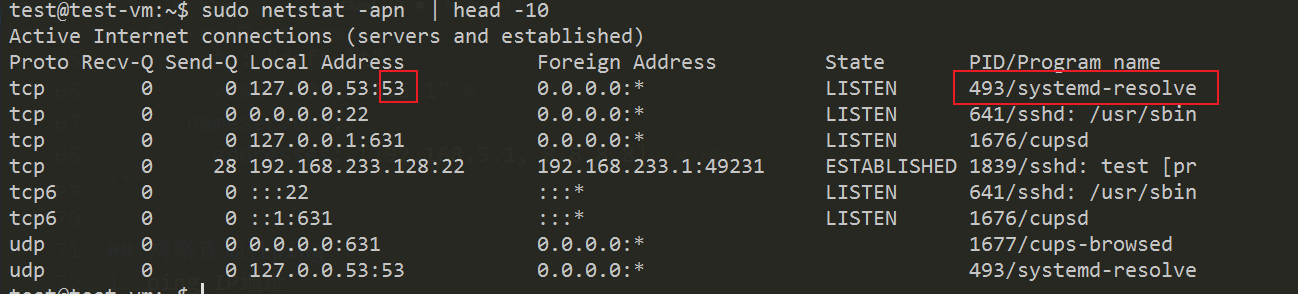 test@test-vm:~$ sudo netstat -apn  | head -10
Active Internet connections (servers and established)
Proto Recv-Q Send-Q Local Address           Foreign Address         State       PID/Program name
tcp        0      0 127.0.0.53:53           0.0.0.0:*               LISTEN      493/systemd-resolve
tcp        0      0 0.0.0.0:22              0.0.0.0:*               LISTEN      641/sshd: /usr/sbin
tcp        0      0 127.0.0.1:631           0.0.0.0:*               LISTEN      1676/cupsd
tcp        0     28 192.168.233.128:22      192.168.233.1:49231     ESTABLISHED 1839/sshd: test [pr
tcp6       0      0 :::22                   :::*                    LISTEN      641/sshd: /usr/sbin
tcp6       0      0 ::1:631                 :::*                    LISTEN      1676/cupsd
udp        0      0 0.0.0.0:631             0.0.0.0:*                           1677/cups-browsed
udp        0      0 127.0.0.53:53           0.0.0.0:*                           493/systemd-resolve
test@test-vm:~$